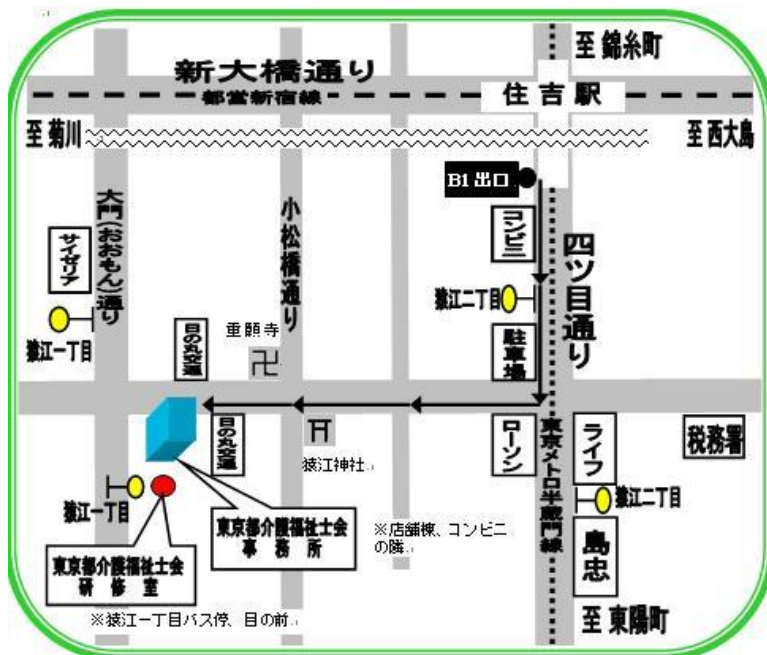 至 錦糸町
新大橋通り
都営新宿線
住吉駅
至 菊川
至 西大島
B1 出口
大門(おおもん)通り
サイゼリア
小松橋通り
コンビニ
四ツ目通り
猿江二丁目
猿江一丁目
日の丸交通
重願寺
卍
駐車場
日の丸交通
猿江神社
ローソン
東京メトロ半蔵門線
ライフ
税務署
猿江一丁目
東京都介護福祉士会
事 務 所
※店舗棟、コンビニ
の隣
猿江二丁目
東京都介護福祉士会
研 修 室
島忠
※猿江一丁目バス停、目の前
至 東陽町